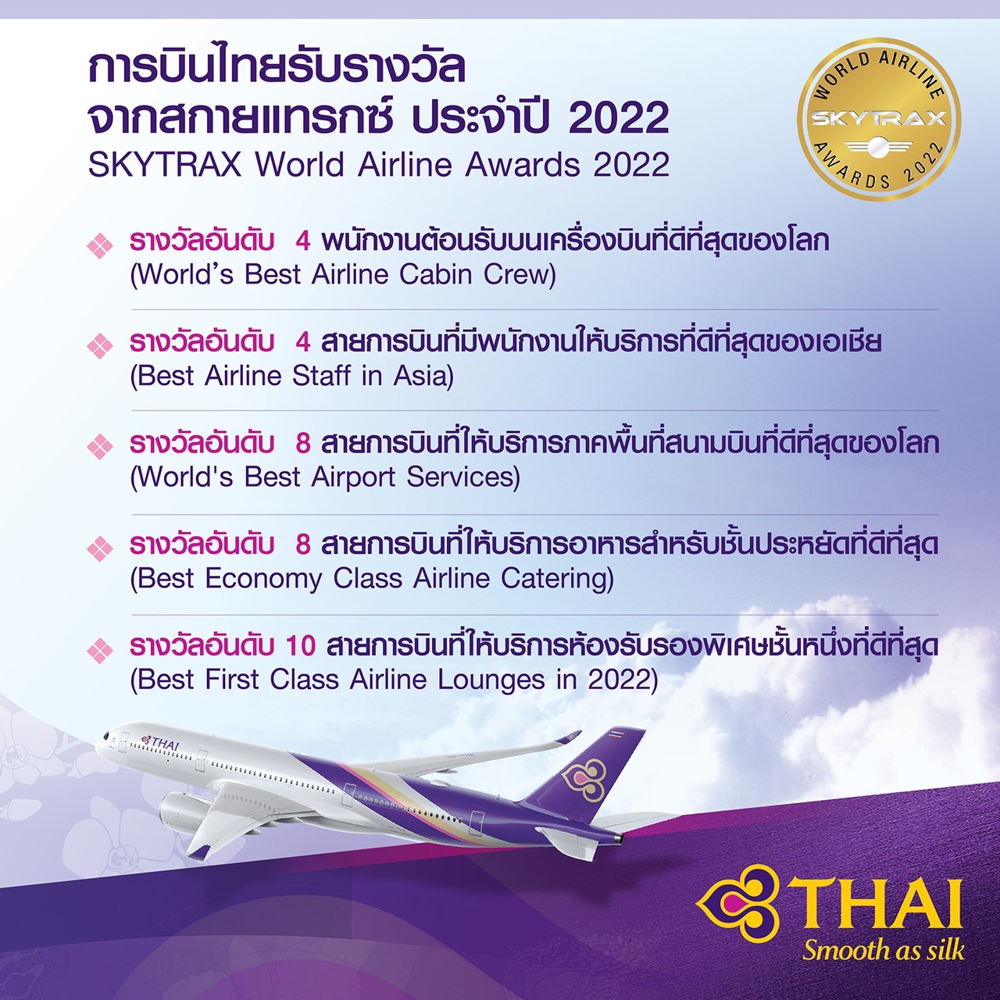 การบินไทยรับรางวัล
จากสกายแทรกซ์ ประจำปี 2022
SKYTRAX World Airline Awards 2022
WORLD AIRLINE
SKYTRAX
AWARDS 2022
รางวัลอันดับ 4 พนักงานต้อนรับบนเครื่องบินที่ดีที่สุดของโลก
(World’s Best Airline Cabin Crew)
รางวัลอันดับ 4 สายการบินที่มีพนักงานให้บริการที่ดีที่สุดของเอเชีย
(Best Airline Staff in Asia)
รางวัลอันดับ 8 สายการบินที่ให้บริการภาคพื้นที่สนามบินที่ดีที่สุดของโลก
(World's Best Airport Services)
รางวัลอันดับ 8 สายการบินที่ให้บริการอาหารสำหรับชั้นประหยัดที่ดีที่สุด
(Best Economy Class Airline Catering)
รางวัลอันดับ 10 สายการบินที่ให้บริการห้องรับรองพิเศษชั้นหนึ่งที่ดีที่สุด
(Best First Class Airline Lounges in 2022)
THAI
THAI
Smooth as silk